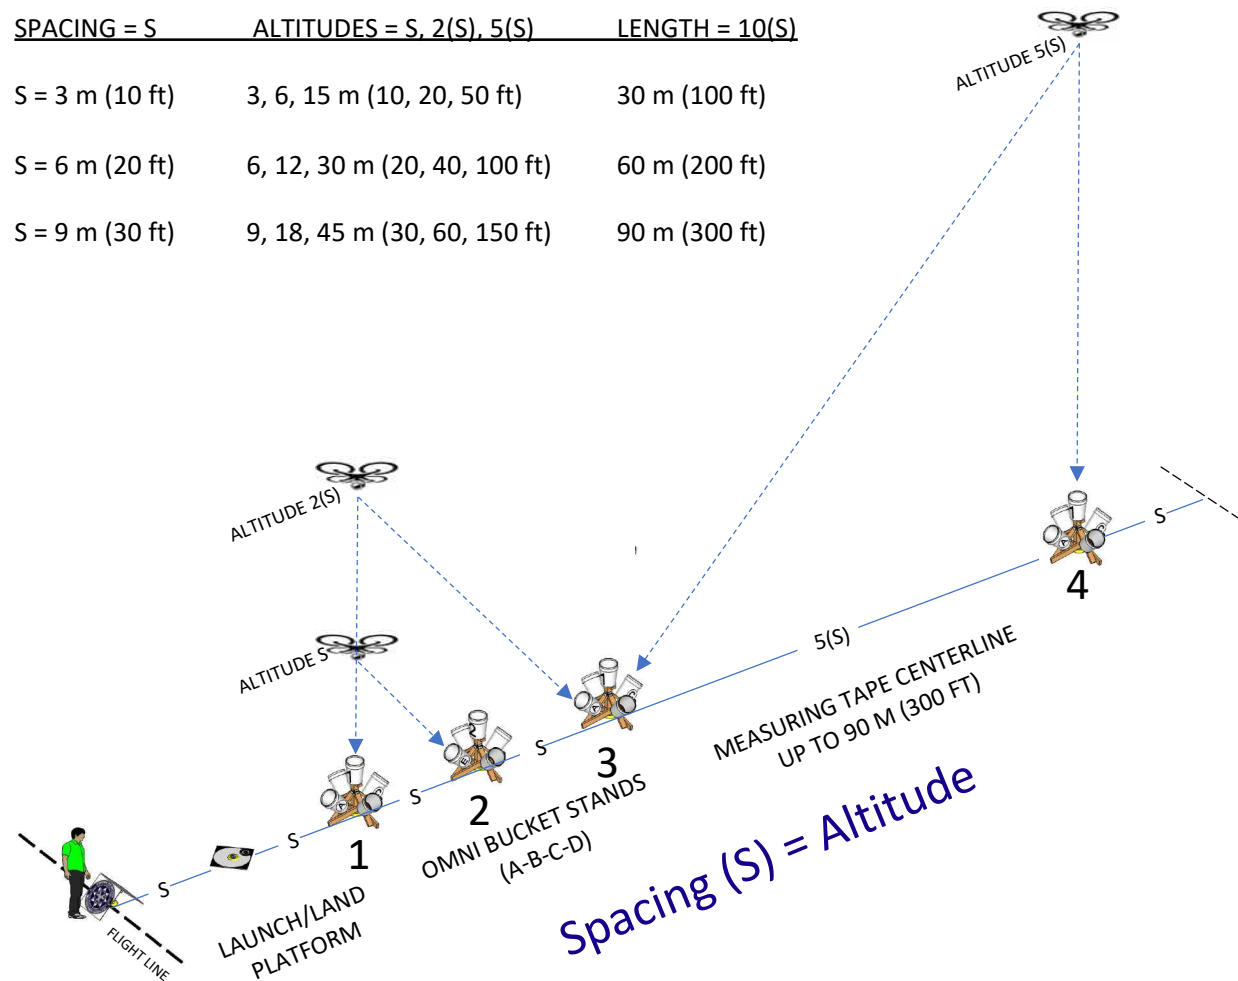 SPACING = S ALTITUDES = S, 2(S), 5(S) LENGTH = 10(S)
S = 3 m (10 ft) 3, 6, 15 m (10, 20, 50 ft) 30 m (100 ft)
S = 6 m (20 ft) 6, 12, 30 m (20, 40, 100 ft) 60 m (200 ft)
S = 9 m (30 ft) 9, 18, 45 m (30, 60, 150 ft) 90 m (300 ft)
ALTITUDE 5(S)
ALTITUDE 2(S)
ALTITUDE S
S
4
5(S)
S
3
S
2
S
1
S
MEASURING TAPE CENTERLINE
UP TO 90 M (300 FT)
OMNI BUCKET STANDS
(A-B-C-D)
LAUNCH/LAND
PLATFORM
FLIGHT LINE
Spacing (S) = Altitude